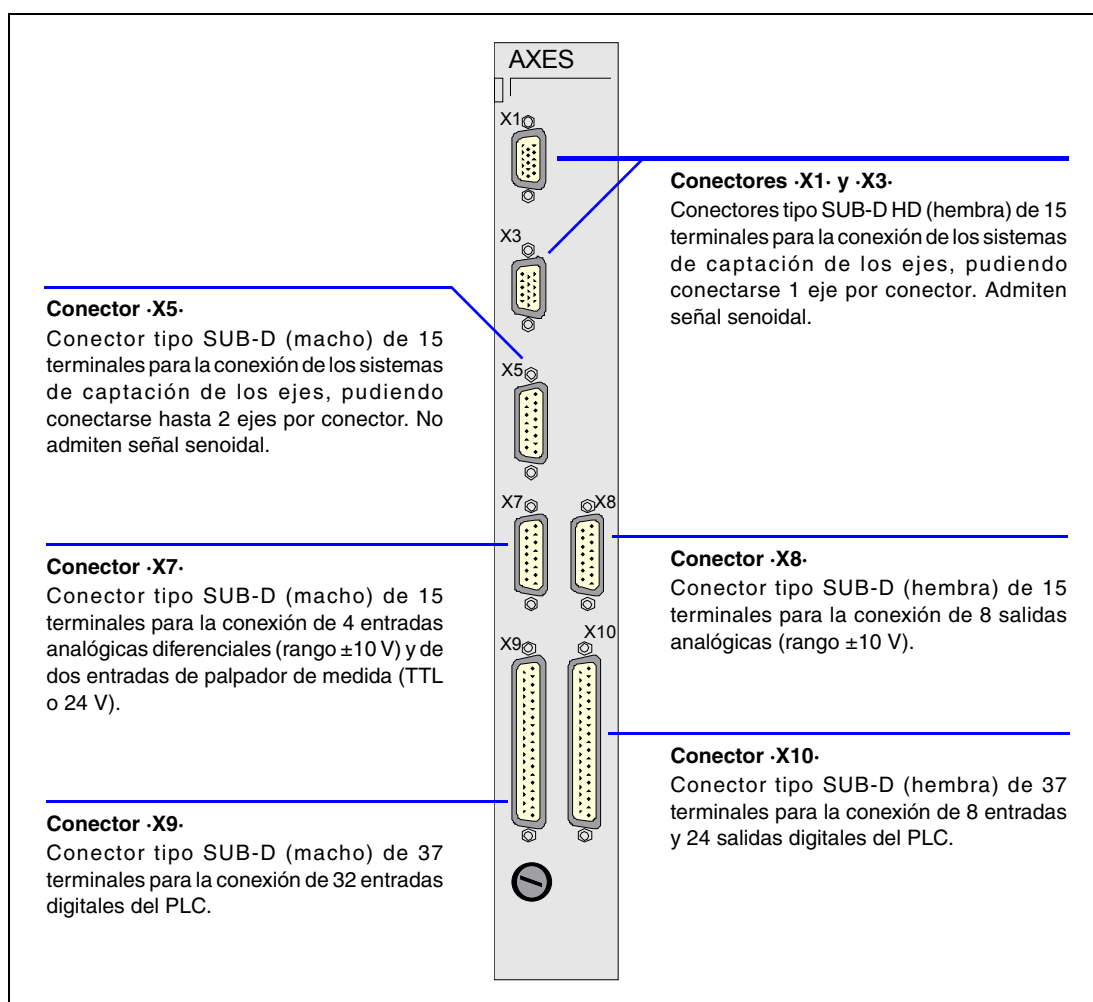 AXES
X1
X3
X5
X7
X8
X9
X10
Conectores ·X1· y ·X3·
Conectores tipo SUB-D HD (hembra) de 15
terminales para la conexión de los sistemas
de captación de los ejes, pudiendo
conectarse 1 eje por conector. Admiten
señal senoidal.
Conector ·X5·
Conector tipo SUB-D (macho) de 15
terminales para la conexión de los sistemas
de captación de los ejes, pudiendo
conectarse hasta 2 ejes por conector. No
admiten señal senoidal.
Conector ·X7·
Conector tipo SUB-D (macho) de 15
terminales para la conexión de 4 entradas
analógicas diferenciales (rango ±10 V) y de
dos entradas de palpador de medida (TTL
o 24 V).
Conector ·X8·
Conector tipo SUB-D (hembra) de 15
terminales para la conexión de 8 salidas
analógicas (rango ±10 V).
Conector ·X9·
Conector tipo SUB-D (macho) de 37
terminales para la conexión de 32 entradas
digitales del PLC.
Conector ·X10·
Conector tipo SUB-D (hembra) de 37
terminales para la conexión de 8 entradas
y 24 salidas digitales del PLC.